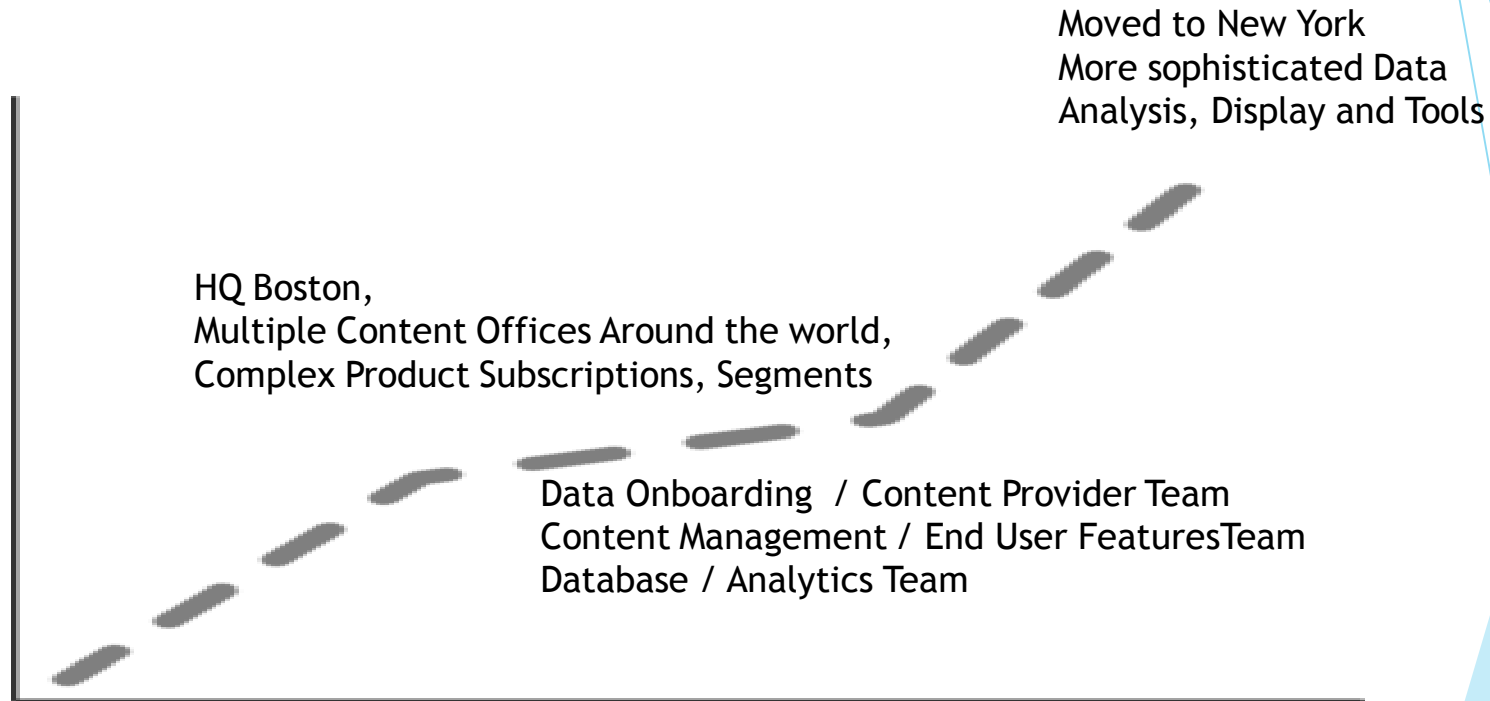 Moved to New York
More sophisticated Data
Analysis, Display and Tools
HQ Boston,
Multiple Content Offices Around the world,
Complex Product Subscriptions, Segments
Data Onboarding / Content Provider Team
Content Management / End User FeaturesTeam
Database / Analytics Team